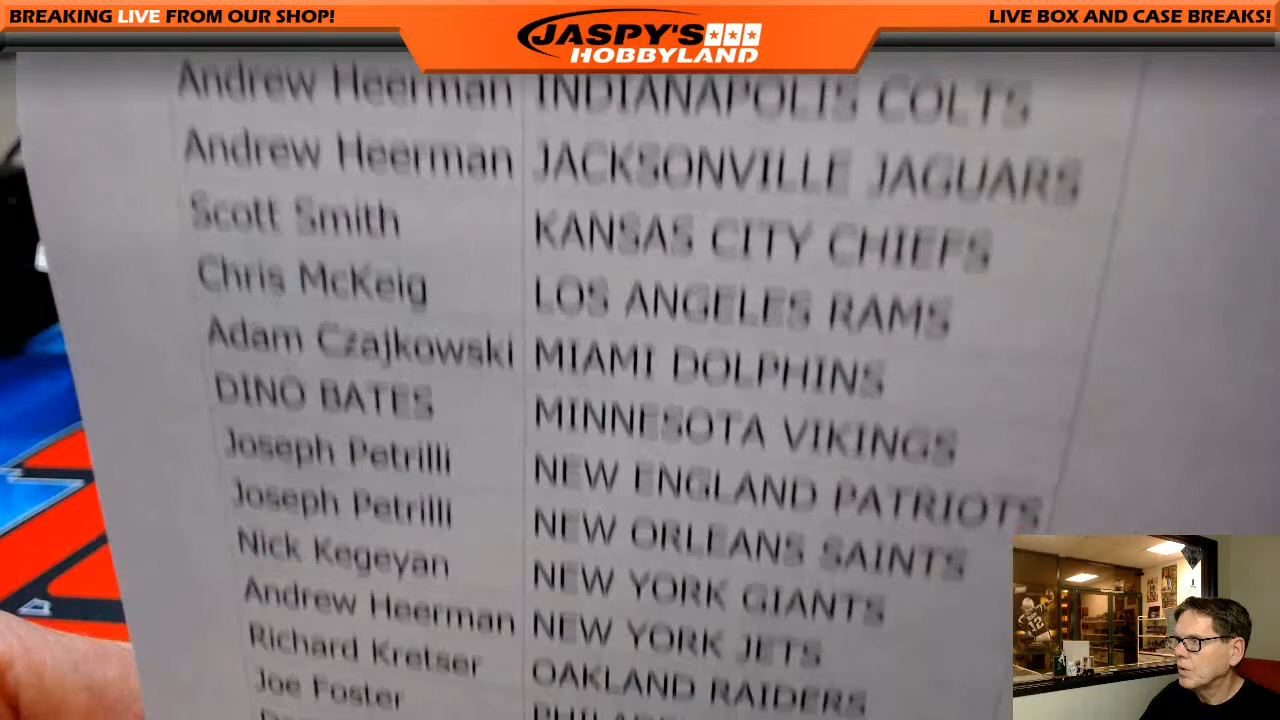 BREAKING LIVE FROM OUR SHOP!
JASPY'S
HOBBYLAND
LIVE BOX AND CASE BREAKS!
Andrew Heerman INDIANAPOLIS COLTS
Andrew Heerman JACKSONVILLE JAGUARS
Scott Smith KANSAS CITY CHIEFS
Chris McKeig LOS ANGELES RAMS
Adam Czajkowski MIAMI DOLPHINS
DINO BATES MINNESOTA VIKINGS
Joseph Petrilli NEW ENGLAND PATRIOTS
Joseph Petrilli NEW ORLEANS SAINTS
Nick Kegeyan NEW YORK GIANTS
Andrew Heerman NEW YORK JETS
Richard Kretser OAKLAND RAIDERS
Joe Foster
12